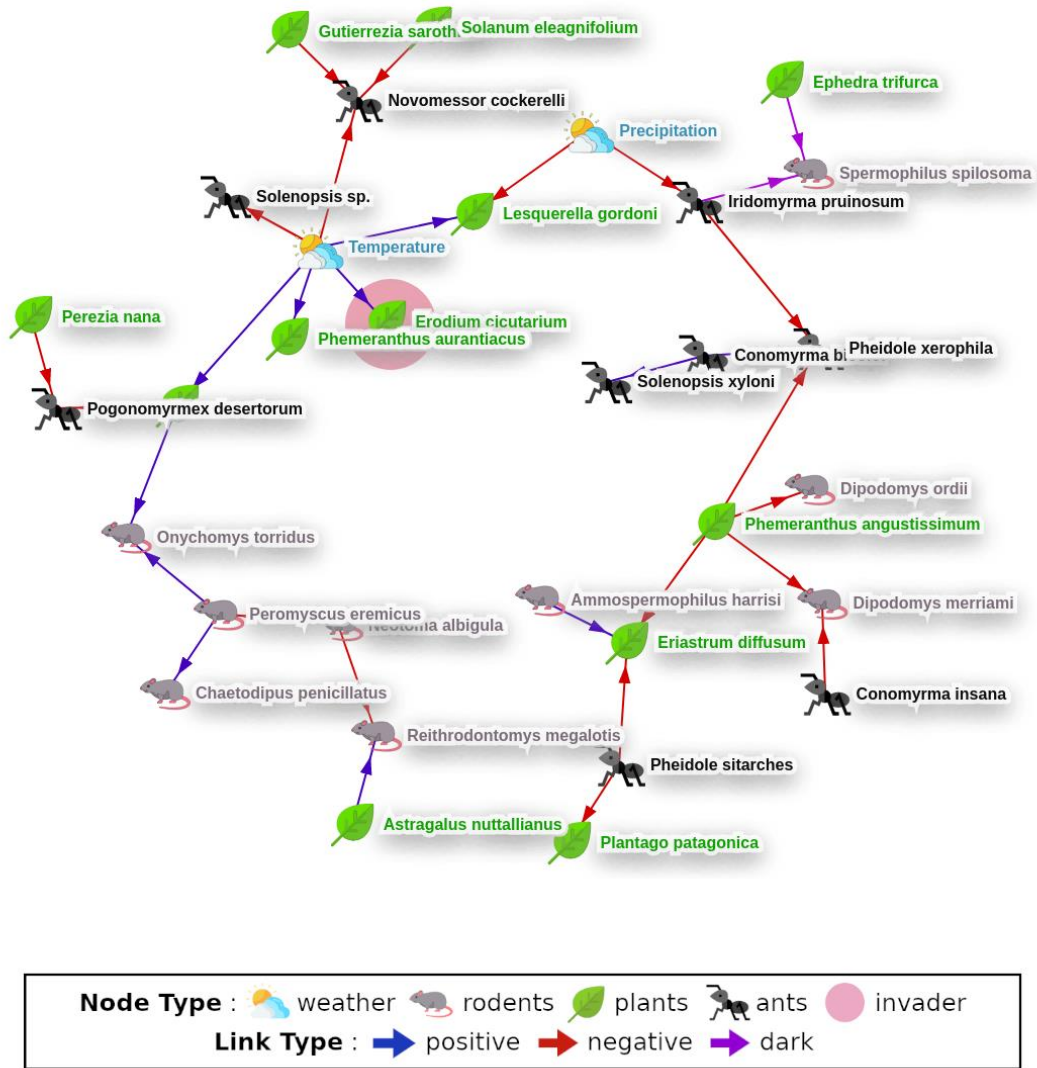 Gutierrezia saroth
Solanum eleagnifolium
Novomessor cockerelli
Ephedra trifurca
Precipitation
Spermophilus spilosoma
Solenopsis sp.
Iridomyrma pruinosum
Lesquerella gordoni
Temperature
Perezia nana
Erodium cicutarium
Phemeranthus aurantiacus
Pheidole xerophila
Conomyrma
Solenopsis xyloni
Pogonomyrmex desertorum
Dipodomys ordii
Phemeranthus angustissimum
Onychomys torridus
Ammospermophilus harrisi
Dipodomys merriami
Peromyscus eremicus
Neotoma albigula
Eriastrum diffusum
Chaetodipus penicillatus
Conomyrma insana
Reithrodontomys megalotis
Pheidole sitarches
Astragalus nuttallianus
Plantago patagonica
Node Type : weather rodents plants ants invader
Link Type : positive negative dark